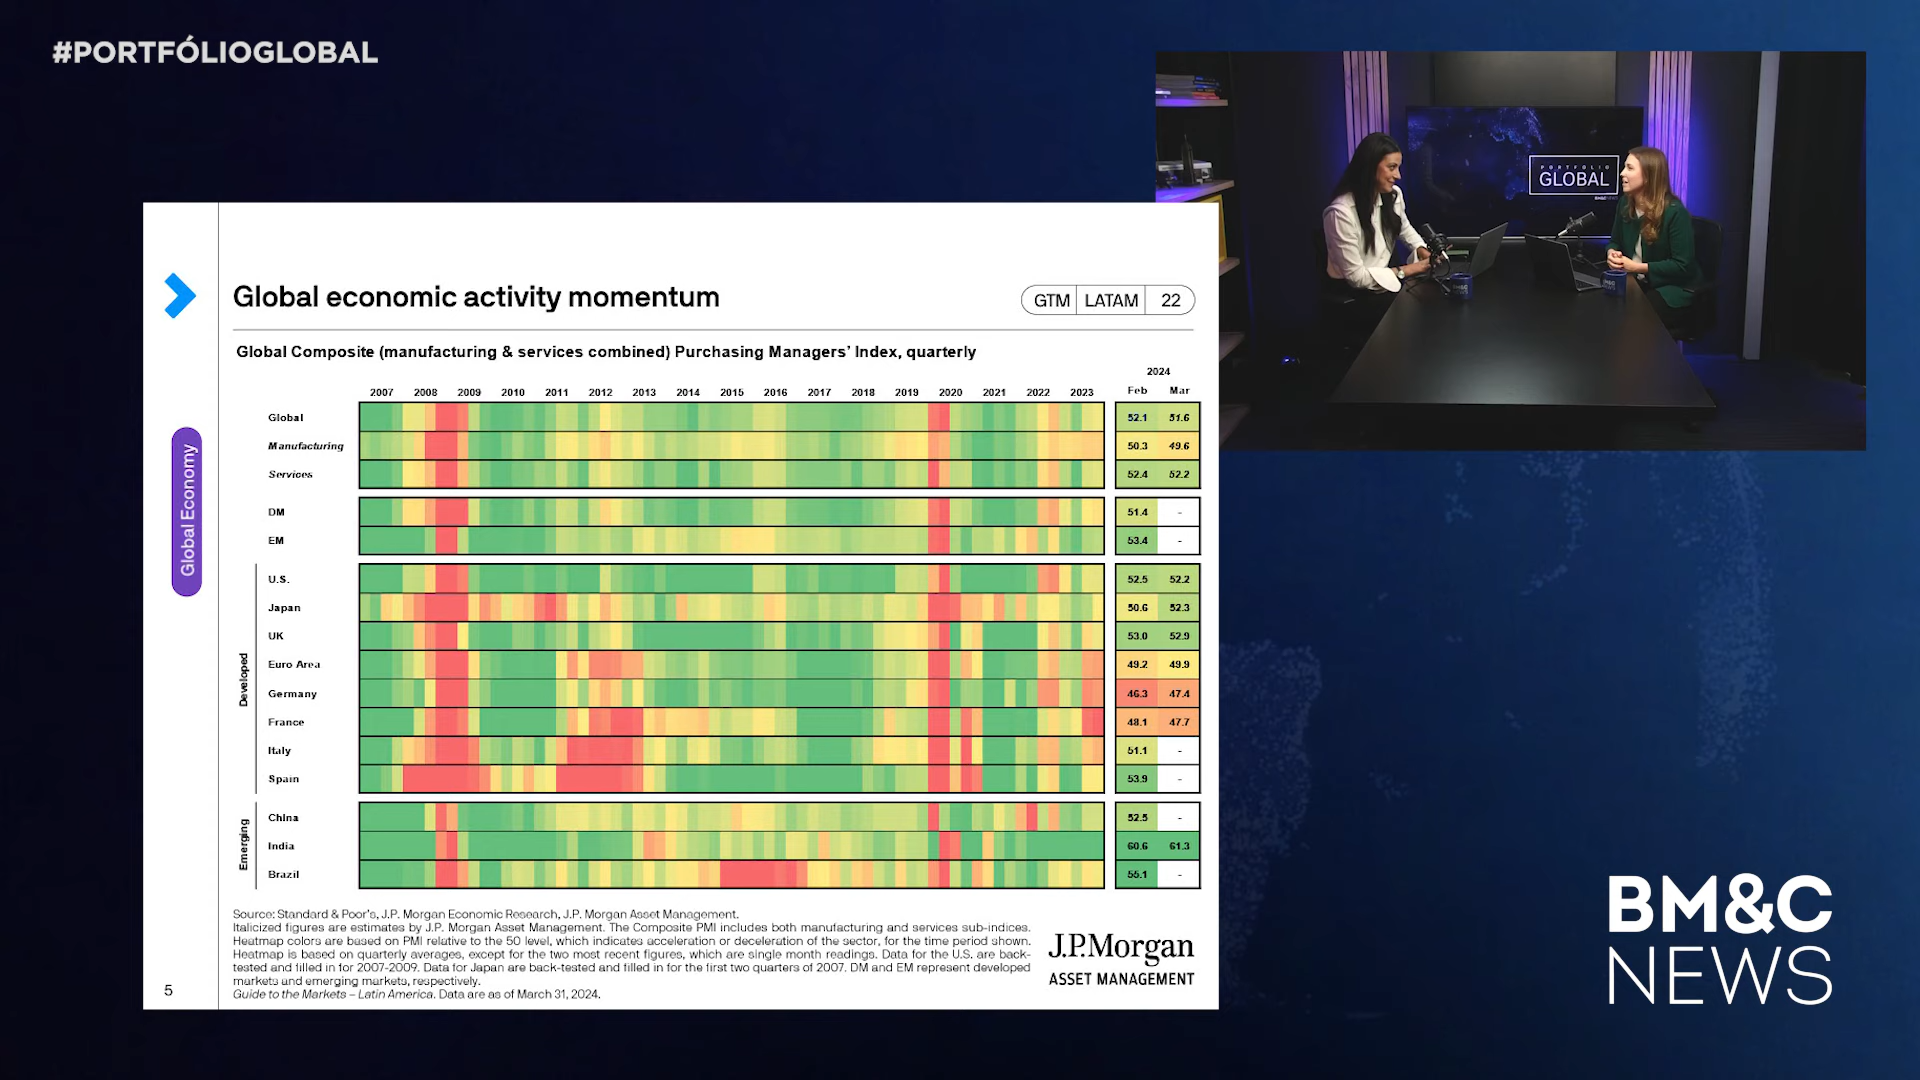 #PORTFÓLIOGLOBAL
PORTFOLIO
GLOBAL
BM&C NEWS
BM&C
NEWS
Global economic activity momentum
GTM LATAM 22
Global Economy
Global Composite (manufacturing & services combined) Purchasing Managers' Index, quarterly
2024
2007 2008 2009 2010 2011 2012 2013 2014 2015 2016 2017 2018 2019 2020 2021 2022 2023 Feb Mar
Global 52.1 51.6
Manufacturing 50.3 49.6
Services 52.4 52.2
DM 51.4 -
EM 53.4 -
Developed
U.S. 52.5 52.2
Japan 50.6 52.3
UK 53.0 52.9
Euro Area 49.2 49.9
Germany 46.3 47.4
France 48.1 47.7
Italy 51.1 -
Spain 53.9 -
Emerging
China 52.5 -
India 60.6 61.3
Brazil 55.1 -
Source: Standard & Poor's, J.P. Morgan Economic Research, J.P. Morgan Asset Management.
Italicized figures are estimates by J.P. Morgan Asset Management. The Composite PMI includes both manufacturing and services sub-indices.
Heatmap colors are based on PMI relative to the 50 level, which indicates acceleration or deceleration of the sector, for the time period shown.
Heatmap is based on quarterly averages, except for the two most recent figures, which are single month readings. Data for the U.S. are back-
tested and filled in for 2007-2009. Data for Japan are back-tested and filled in for the first two quarters of 2007. DM and EM represent developed
markets and emerging markets, respectively.
Guide to the Markets – Latin America. Data are as of March 31, 2024.
J.P.Morgan
ASSET MANAGEMENT
5
BM&C
NEWS